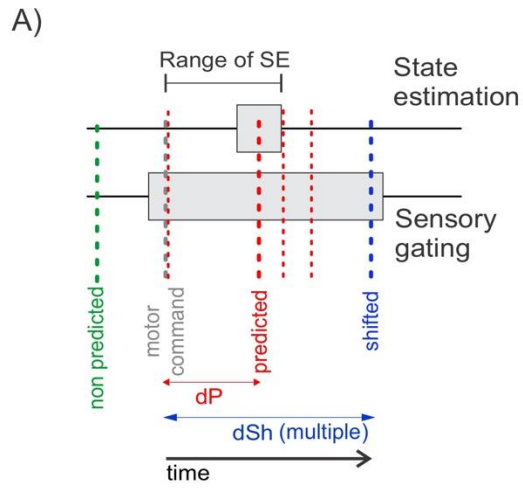 A)
Range of SE
State
estimation
Sensory
gating
non predicted
motor
command
predicted
shifted
dP
dSh (multiple)
time